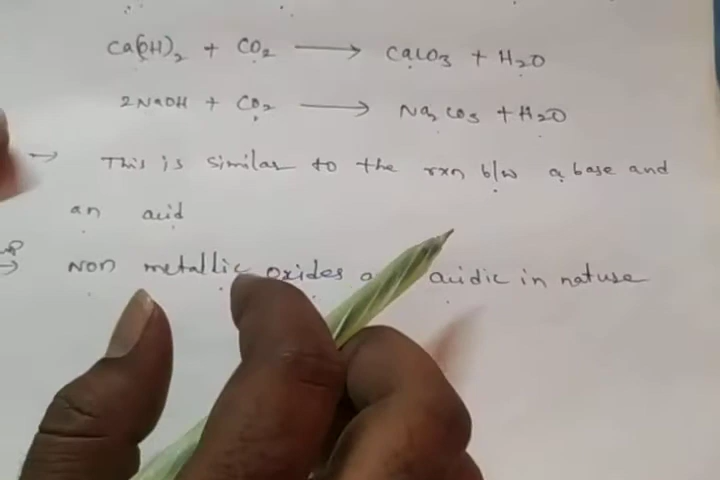 Ca(OH)2 + CO2 ⟶ CaCO3 + H2O
2NaOH + CO2 ⟶ Na2CO3 + H2O
→ This is similar to the rxn b/w a base and
an acid
→ Non metallic oxides acidic in nature